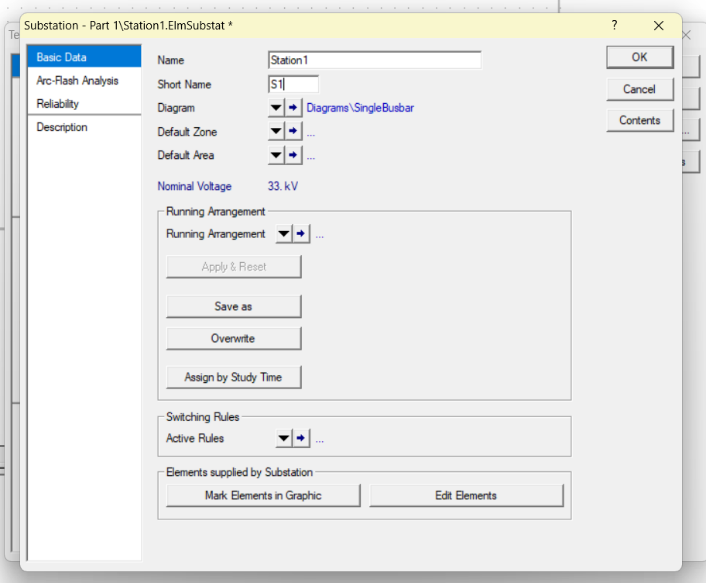 Te
Substation - Part 1\Station1.ElmSubstat *
?
Basic Data
Arc-Flash Analysis
Reliability
Description
Name Station1
Short Name S1
Diagram Diagrams\SingleBusbar
Default Zone ...
Default Area ...
Nominal Voltage 33. kV
Running Arrangement
Running Arrangement ...
Apply & Reset
Save as
Overwrite
Assign by Study Time
Switching Rules
Active Rules ...
Elements supplied by Substation
Mark Elements in Graphic Edit Elements
OK
Cancel
Contents
...
s